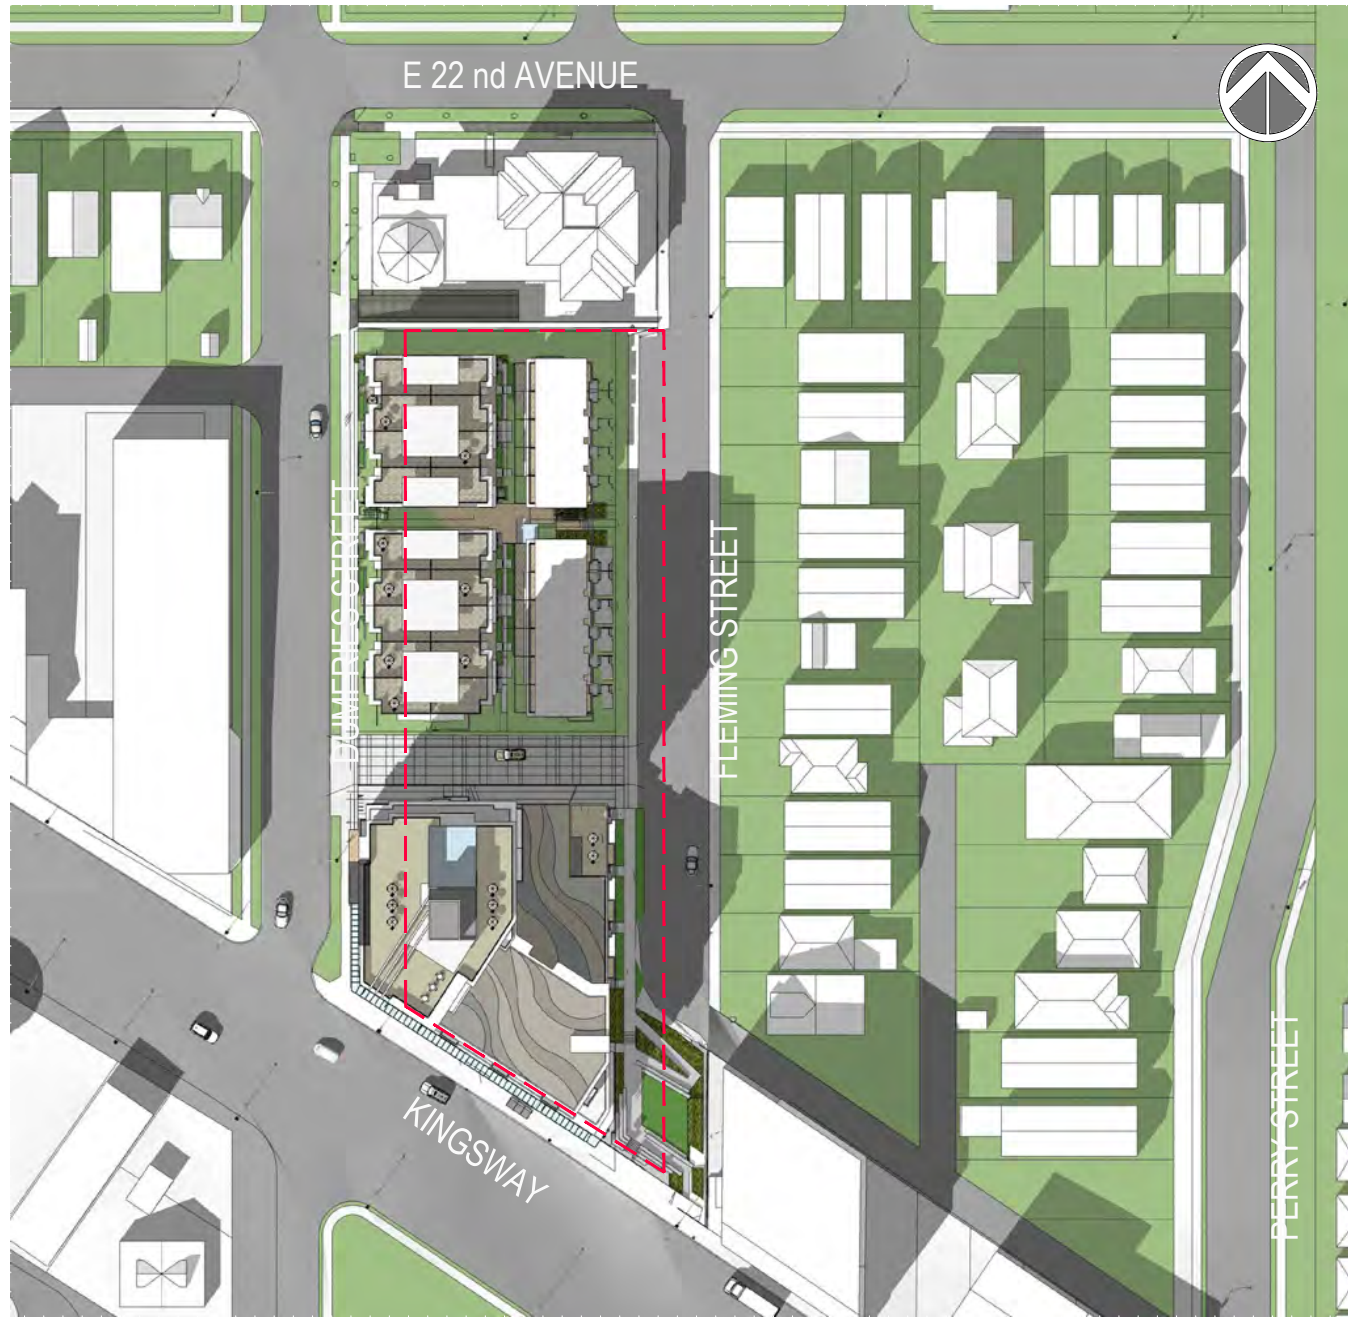 E 22 nd AVENUE
DUMFRIES STREET
FLEMING STREET
KINGSWAY
PERRY STREET